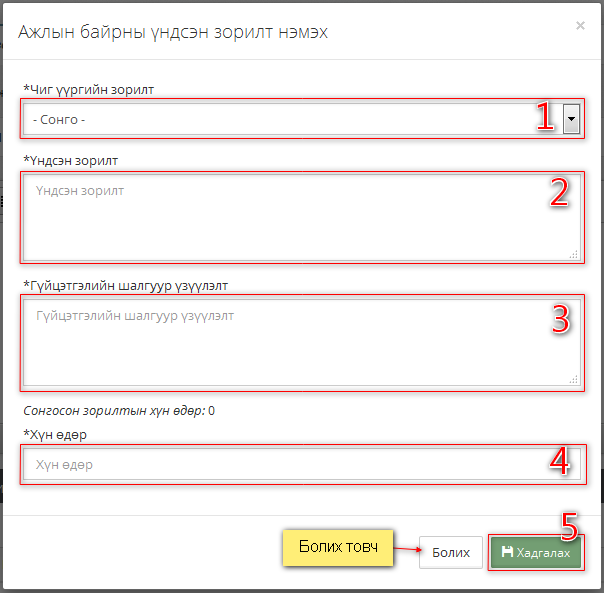 Ажлын байрны үндсэн зорилт нэмэх
×
*Чиг үүргийн зорилт
- Сонго -
1
*Үндсэн зорилт
Үндсэн зорилт
2
*Гүйцэтгэлийн шалгуур үзүүлэлт
Гүйцэтгэлийн шалгуур үзүүлэлт
3
Сонгосон зорилтын хүн өдөр: 0
*Хүн өдөр
Хүн өдөр
4
5
Болих товч
Болих
Хадгалах